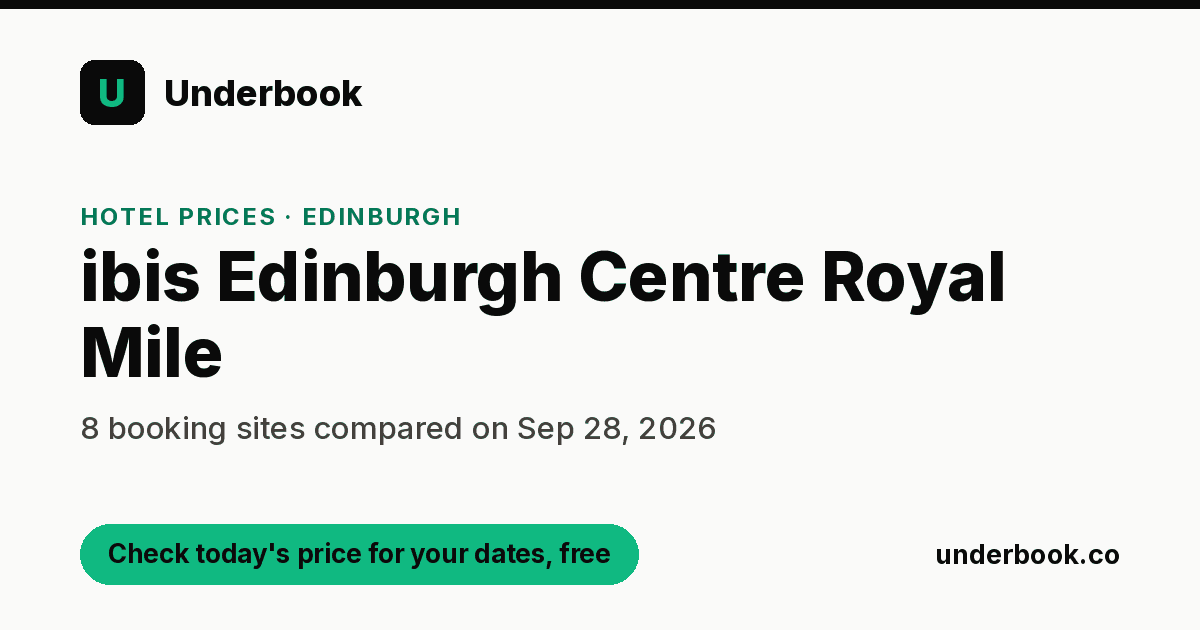 U Underbook
HOTEL PRICES · EDINBURGH
ibis Edinburgh Centre Royal
Mile
8 booking sites compared on Sep 28, 2026
Check today's price for your dates, free
underbook.co